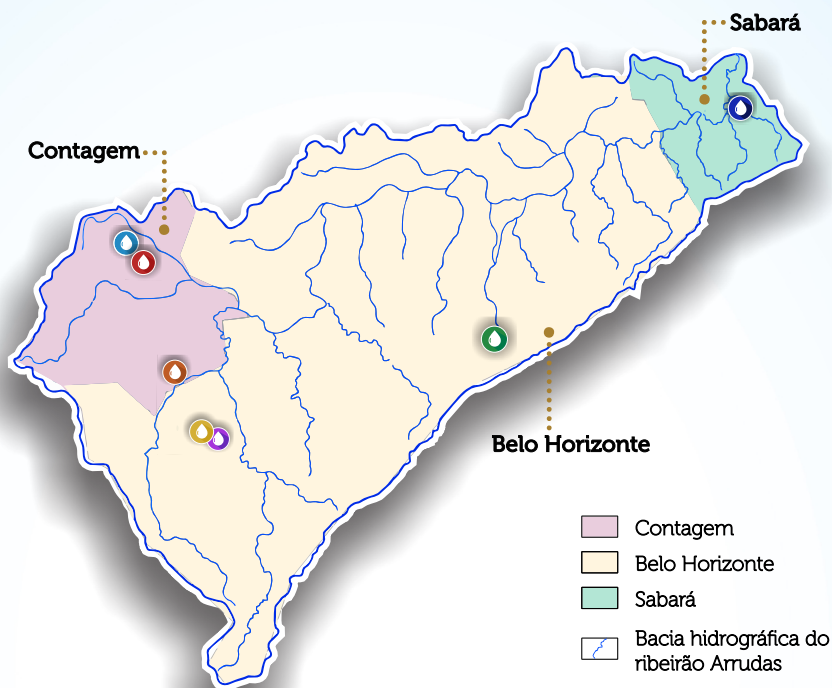 Sabará
Contagem
Belo Horizonte
Contagem
Belo Horizonte
Sabará
Bacia hidrográfica do
ribeirão Arrudas